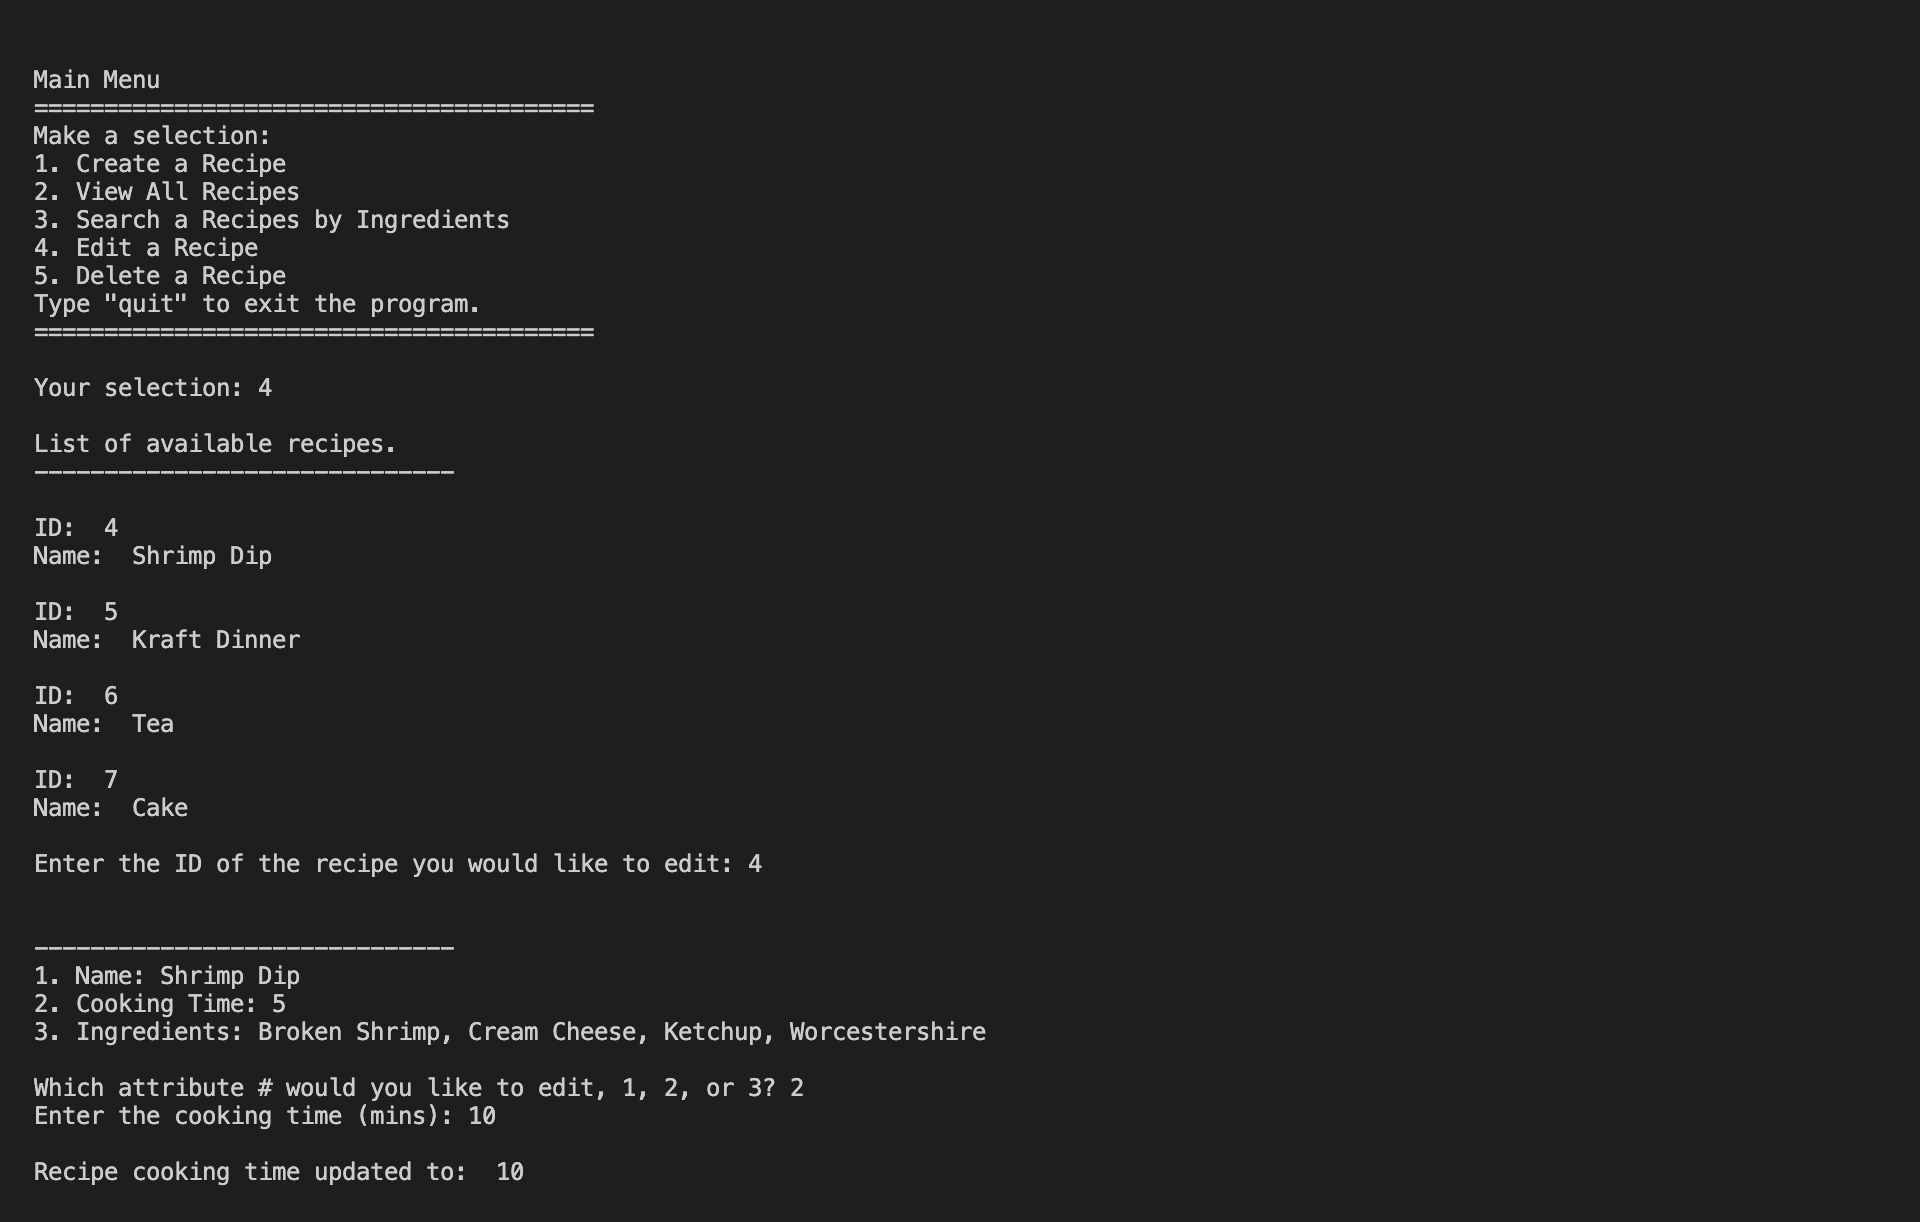 Main Menu
========================================
Make a selection:
1. Create a Recipe
2. View All Recipes
3. Search a Recipes by Ingredients
4. Edit a Recipe
5. Delete a Recipe
Type "quit" to exit the program.
========================================
Your selection: 4
List of available recipes.
------------------------------
ID:  4
Name:  Shrimp Dip
ID:  5
Name:  Kraft Dinner
ID:  6
Name:  Tea
ID:  7
Name:  Cake
Enter the ID of the recipe you would like to edit: 4
------------------------------
1. Name: Shrimp Dip
2. Cooking Time: 5
3. Ingredients: Broken Shrimp, Cream Cheese, Ketchup, Worcestershire
Which attribute # would you like to edit, 1, 2, or 3? 2
Enter the cooking time (mins): 10
Recipe cooking time updated to:  10